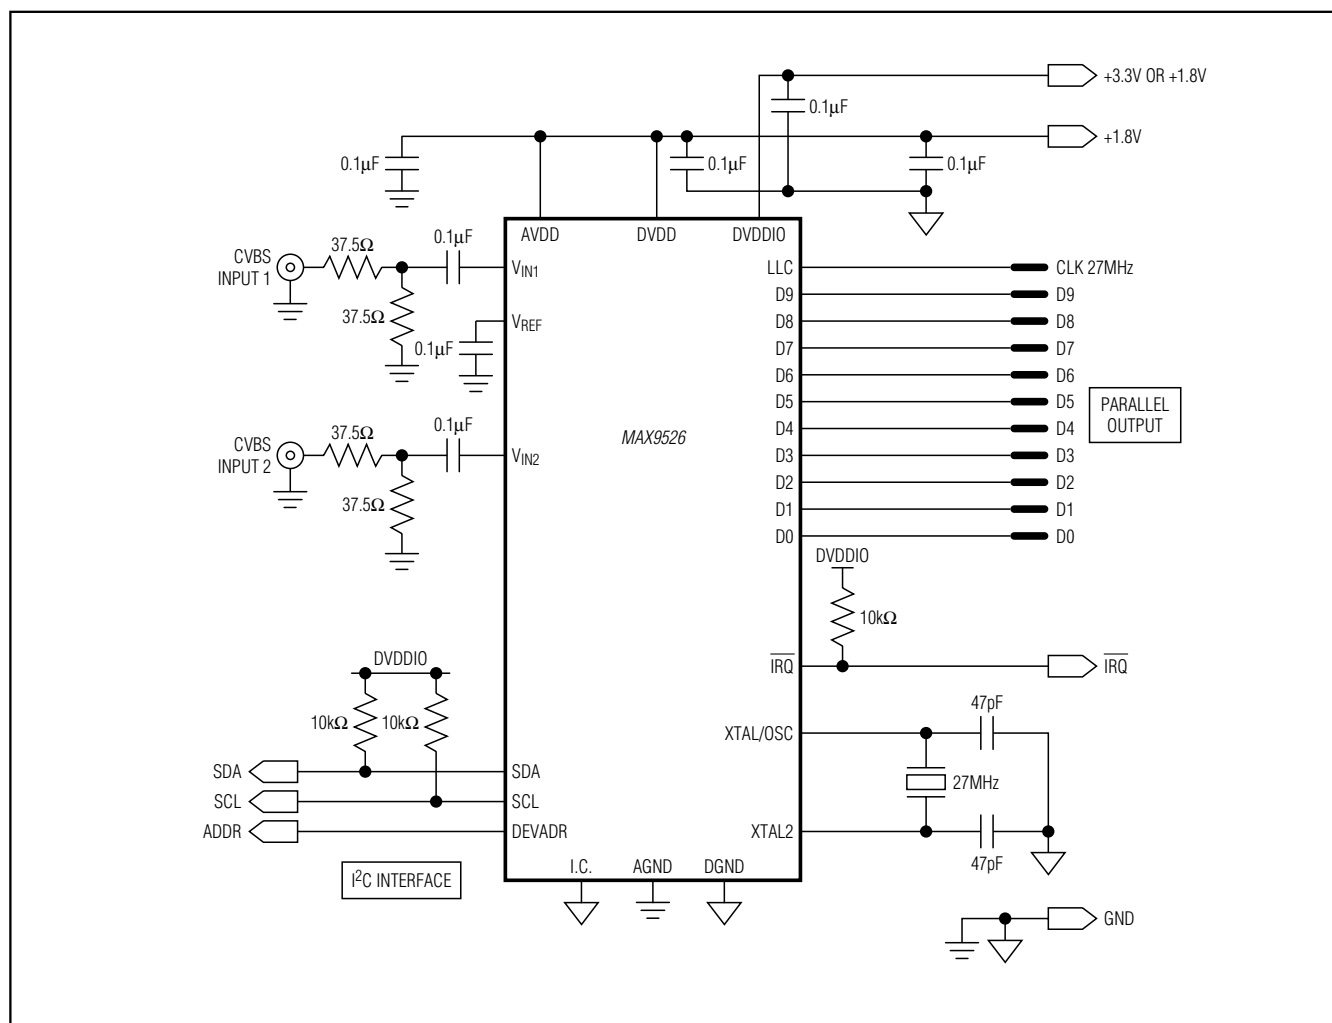 +3.3V OR +1.8V
0.1µF
+1.8V
0.1µF
0.1µF
0.1µF
AVDD
DVDD
DVDDIO
CVBS
INPUT 1
37.5Ω
0.1µF
VIN1
37.5Ω
VREF
0.1µF
CVBS
INPUT 2
37.5Ω
0.1µF
VIN2
37.5Ω
MAX9526
LLC
CLK 27MHz
D9
D9
D8
D8
D7
D7
D6
D6
D5
D5
D4
D4
D3
D3
D2
D2
D1
D1
D0
D0
PARALLEL
OUTPUT
DVDDIO
10kΩ
IRQ
IRQ
DVDDIO
10kΩ
10kΩ
SDA
SDA
SCL
SCL
ADDR
DEVADR
I²C INTERFACE
XTAL/OSC
47pF
27MHz
XTAL2
47pF
I.C.
AGND
DGND
GND